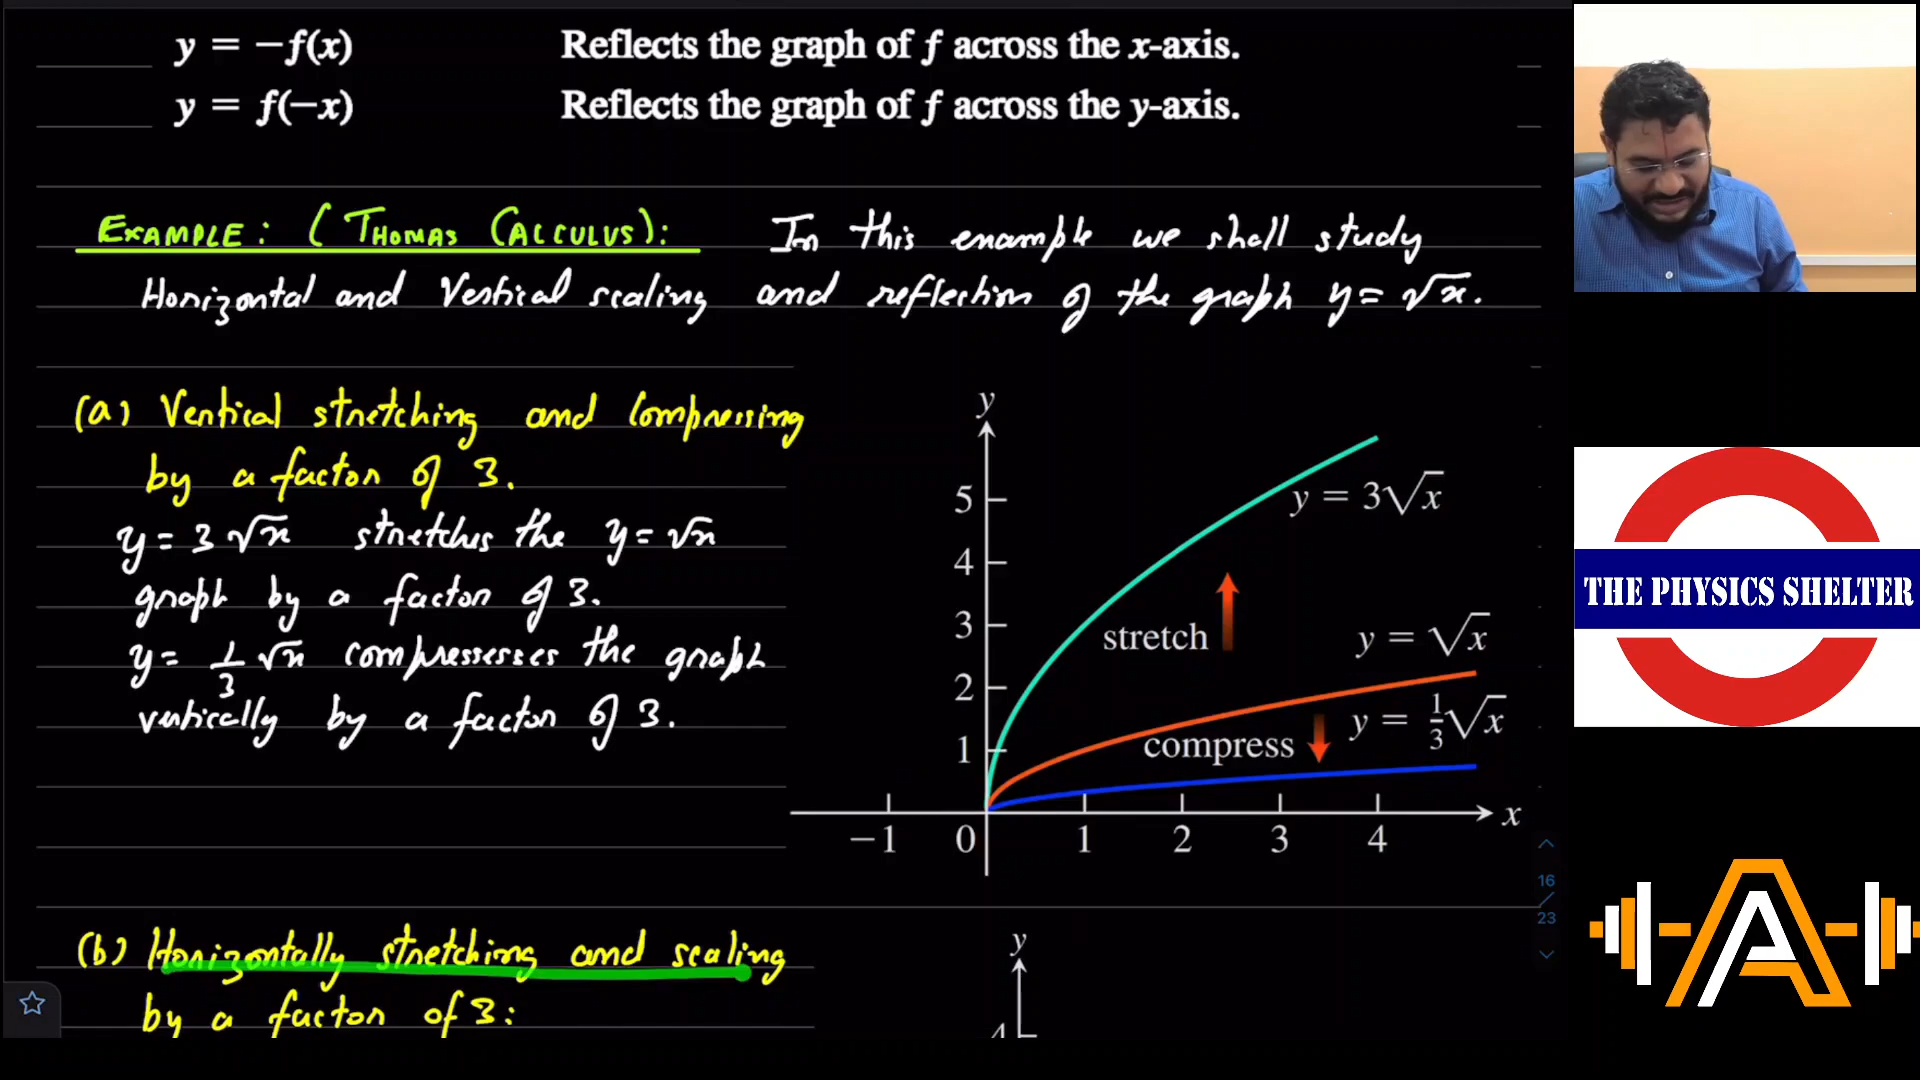 y = −f(x) Reflects the graph of f across the x-axis.
y = f(−x) Reflects the graph of f across the y-axis.
EXAMPLE: (THOMAS CALCULUS): In this example we shall study
Horizontal and Vertical scaling and reflection of the graph y = √x.
(a) Vertical stretching and compressing
by a factor of 3.
y = 3√x stretches the y = √x
graph by a factor of 3.
y = 1/3 √x compressesses the graph
vertically by a factor of 3.
y
5
4
3
2
1
y = 3√x
stretch
y = √x
compress
y = 1/3 √x
−1 0 1 2 3 4 x
(b) Horizontally stretching and scaling
by a factor of 3:
y
4
16
23
THE PHYSICS SHELTER
A